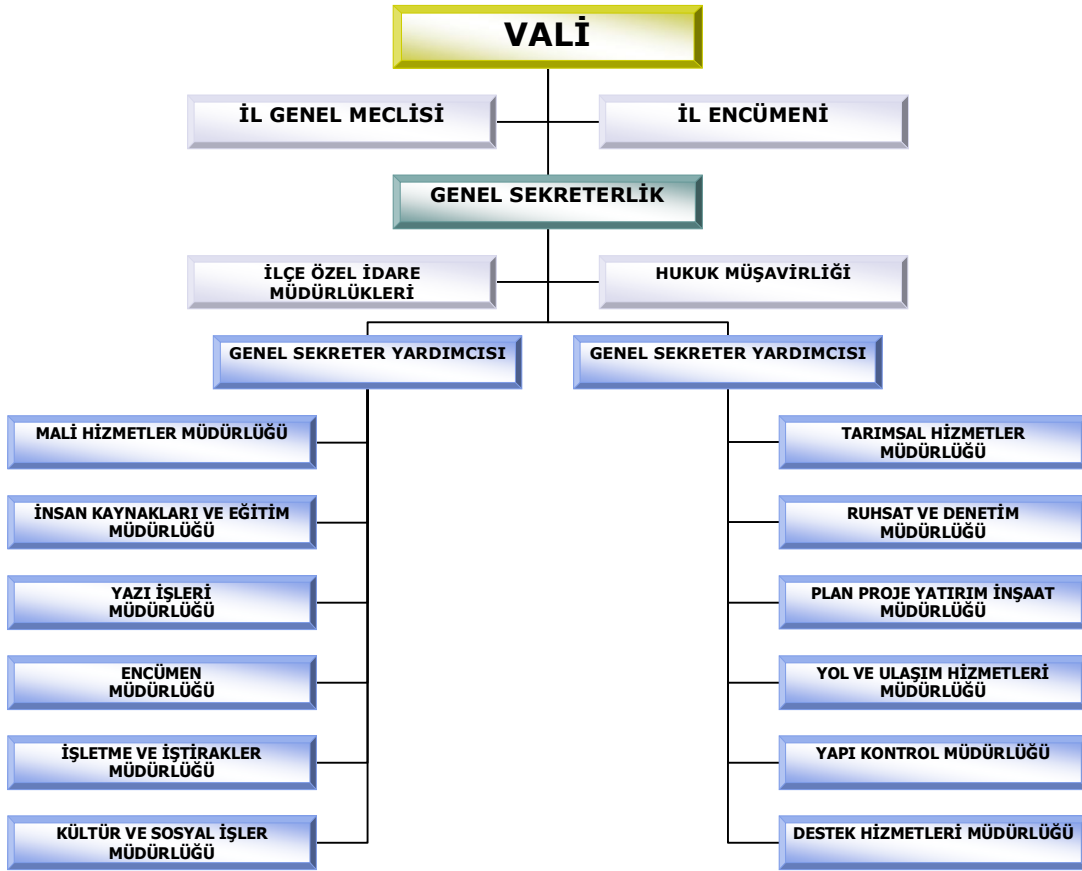 VALİ
İL GENEL MECLİSİ
İL ENCÜMENİ
GENEL SEKRETERLİK
İLÇE ÖZEL İDARE
MÜDÜRLÜKLERİ
HUKUK MÜŞAVİRLİĞİ
GENEL SEKRETER YARDIMCISI
GENEL SEKRETER YARDIMCISI
MALİ HİZMETLER MÜDÜRLÜĞÜ
İNSAN KAYNAKLARI VE EĞİTİM
MÜDÜRLÜĞÜ
YAZI İŞLERİ
MÜDÜRLÜĞÜ
ENCÜMEN
MÜDÜRLÜĞÜ
İŞLETME VE İŞTİRAKLER
MÜDÜRLÜĞÜ
KÜLTÜR VE SOSYAL İŞLER
MÜDÜRLÜĞÜ
TARIMSAL HİZMETLER
MÜDÜRLÜĞÜ
RUHSAT VE DENETİM
MÜDÜRLÜĞÜ
PLAN PROJE YATIRIM İNŞAAT
MÜDÜRLÜĞÜ
YOL VE ULAŞIM HİZMETLERİ
MÜDÜRLÜĞÜ
YAPI KONTROL MÜDÜRLÜĞÜ
DESTEK HİZMETLERİ MÜDÜRLÜĞÜ